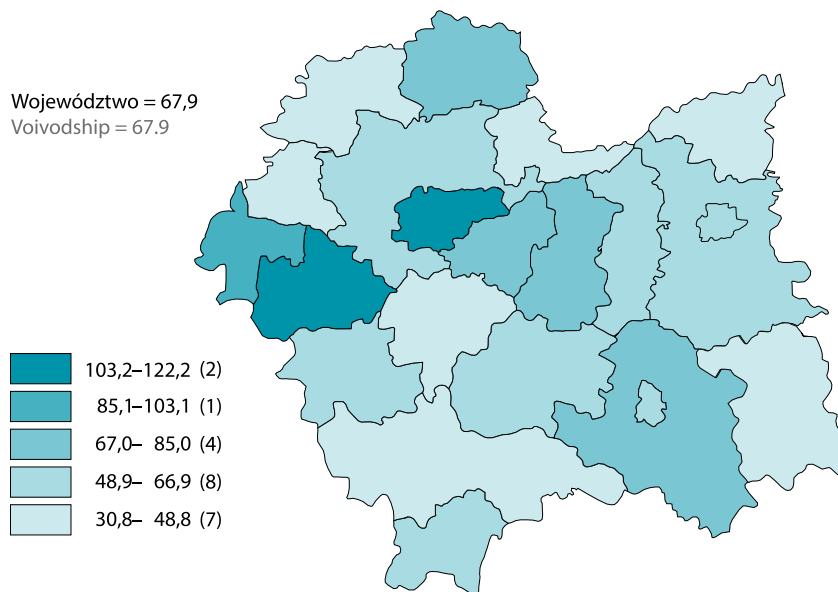 Województwo = 67,9
Voivodship = 67.9
103,2–122,2 (2)
85,1–103,1 (1)
67,0– 85,0 (4)
48,9– 66,9 (8)
30,8– 48,8 (7)